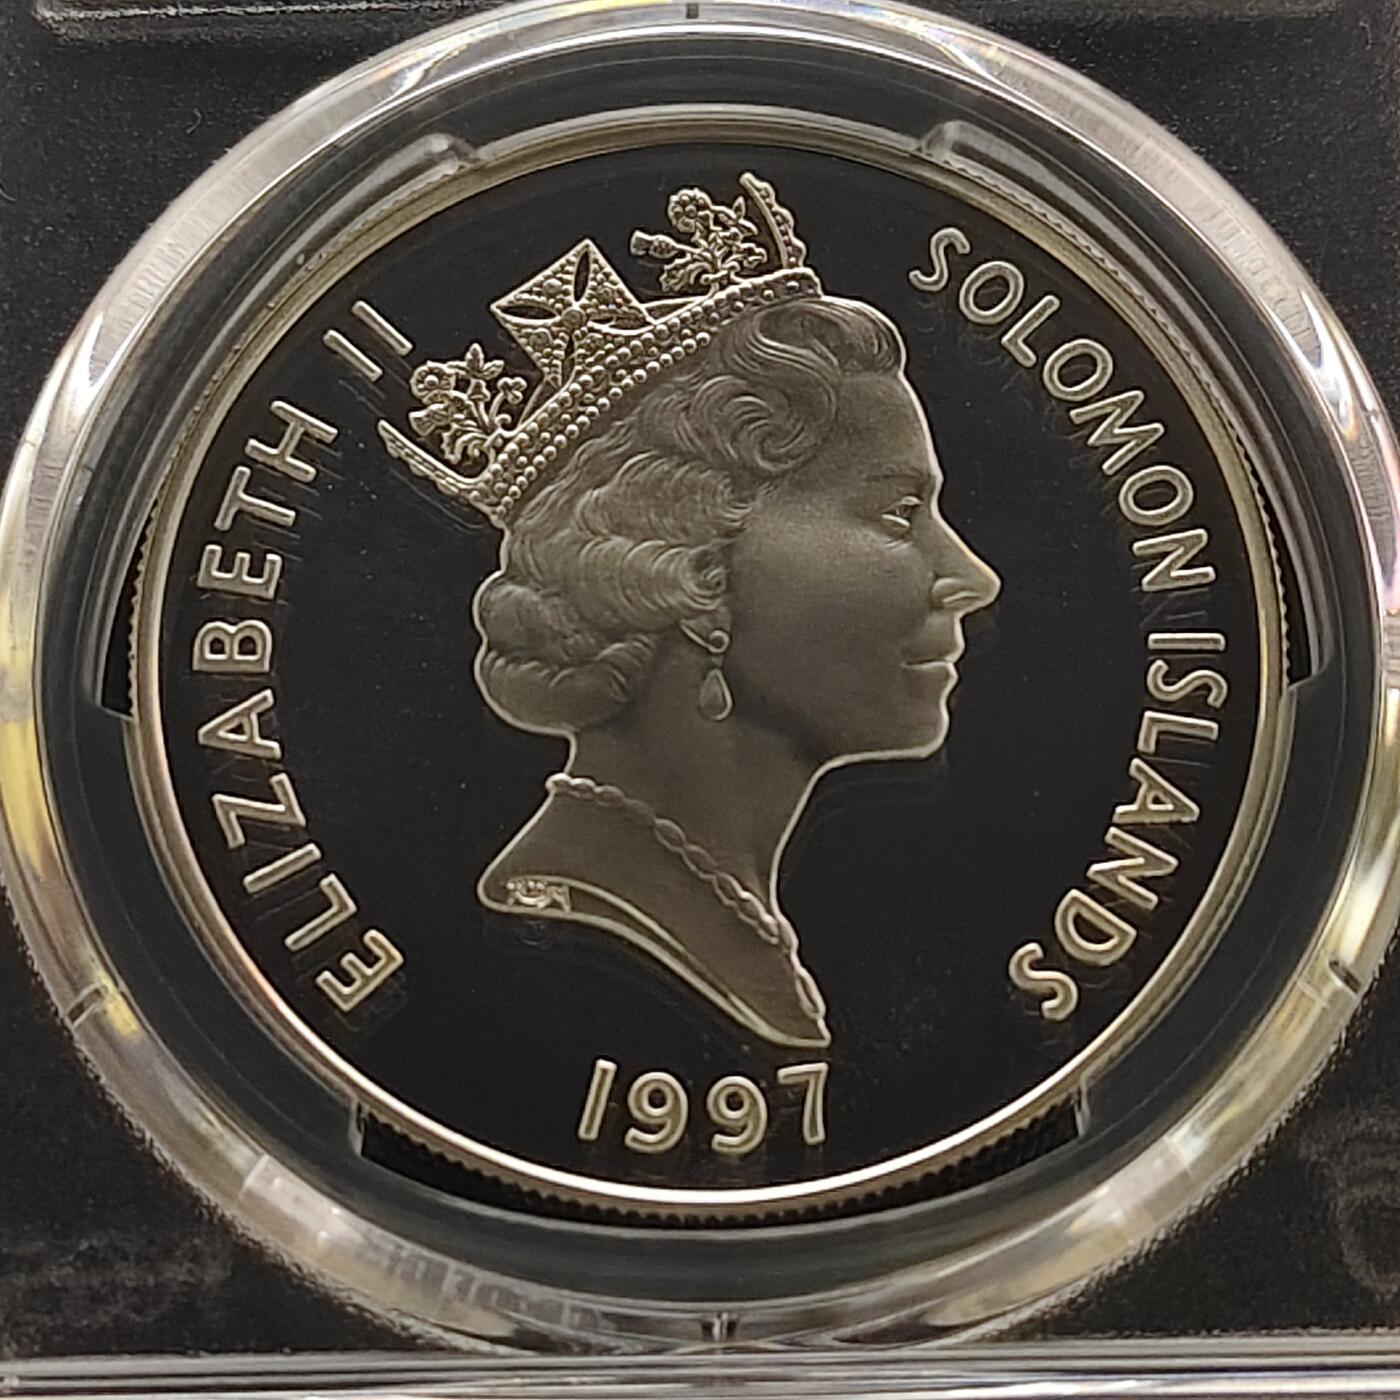 ELIZABETH II
SOLOMON ISLANDS
1997